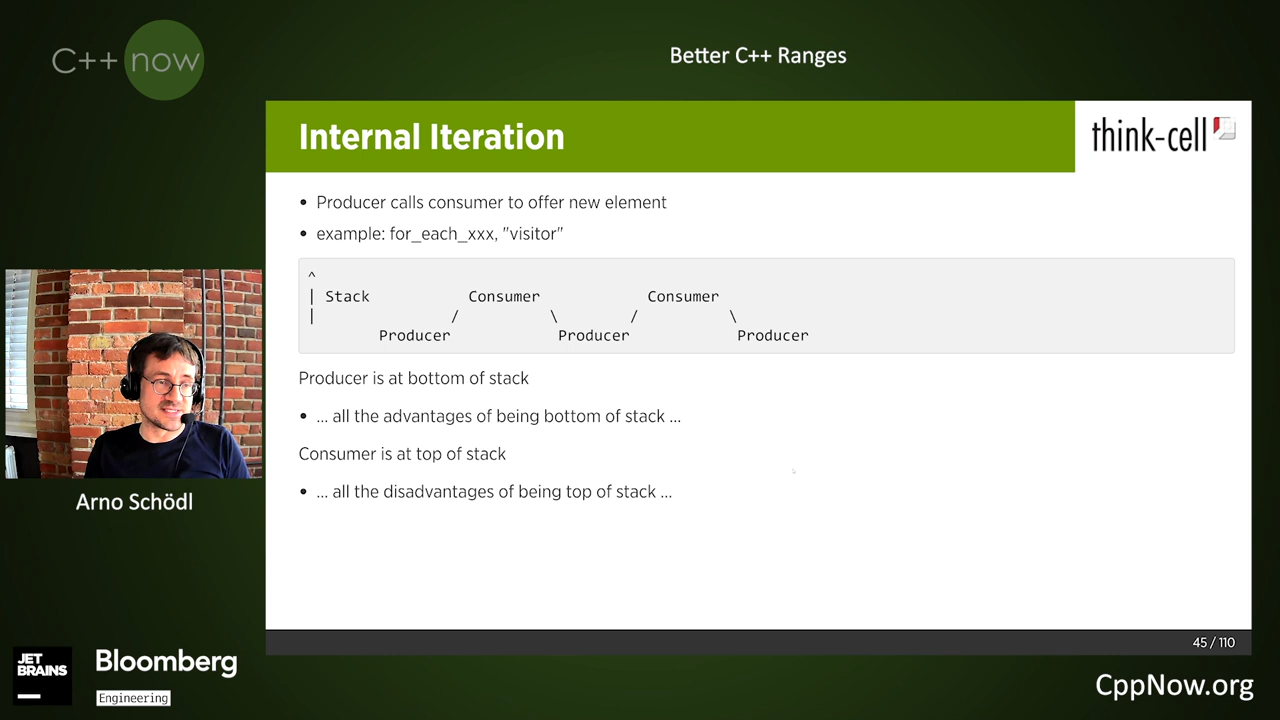 C++ now
Better C++ Ranges
Internal Iteration
think-cell
• Producer calls consumer to offer new element
• example: for_each_xxx, "visitor"
^
| Stack Consumer Consumer
| / \ / \
Producer Producer Producer
Producer is at bottom of stack
• ... all the advantages of being bottom of stack ...
Consumer is at top of stack
• ... all the disadvantages of being top of stack ...
Arno Schödl
45 / 110
JET
BRAINS
Bloomberg
Engineering
CppNow.org